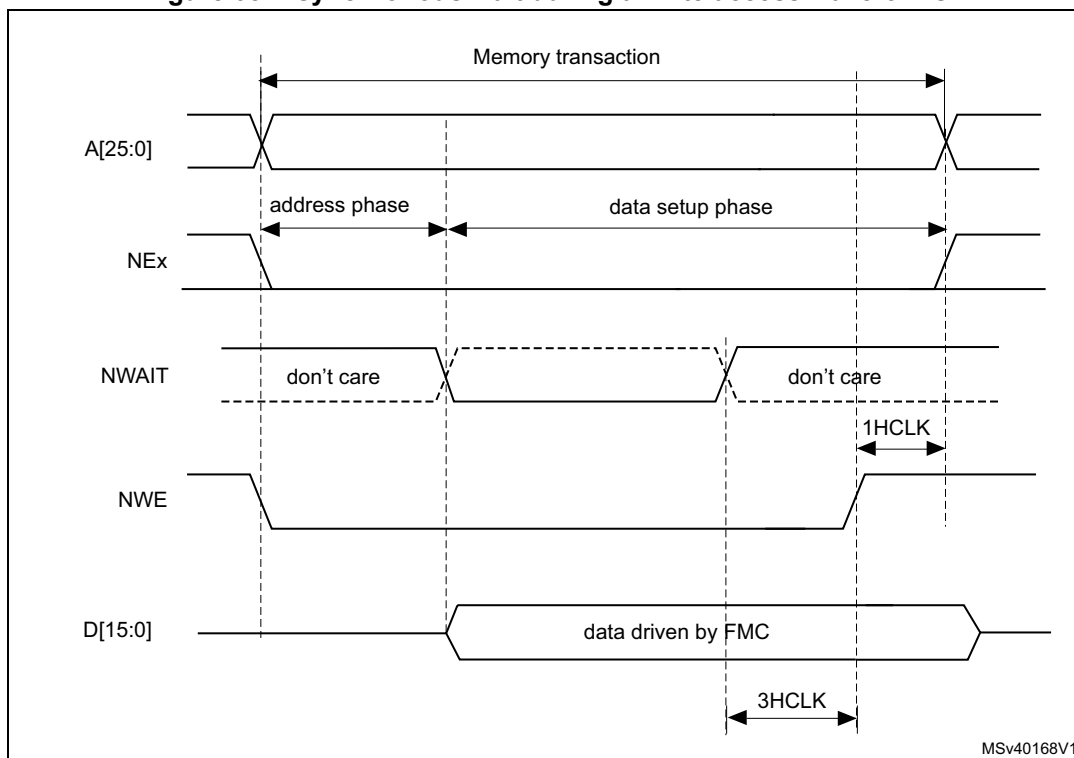 Memory transaction
A[25:0]
address phase
data setup phase
NEx
NWAIT
don't care
don't care
1HCLK
NWE
D[15:0]
data driven by FMC
3HCLK
MSv40168V1